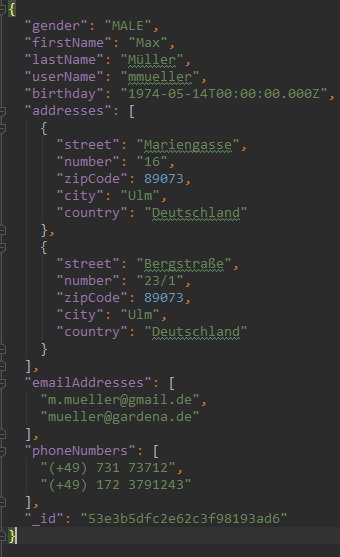 {
"gender": "MALE",
"firstName": "Max",
"lastName": "Müller",
"userName": "mmueller",
"birthday": "1974-05-14T00:00:00.000Z",
"addresses": [
{
"street": "Mariengasse",
"number": "16",
"zipCode": 89073,
"city": "Ulm",
"country": "Deutschland"
},
{
"street": "Bergstraße",
"number": "23/1",
"zipCode": 89073,
"city": "Ulm",
"country": "Deutschland"
}
],
"emailAddresses": [
"m.mueller@gmail.de",
"mueller@gardena.de"
],
"phoneNumbers": [
"(+49) 731 73712",
"(+49) 172 3791243"
],
"_id": "53e3b5dfc2e62c3f98193ad6"
}